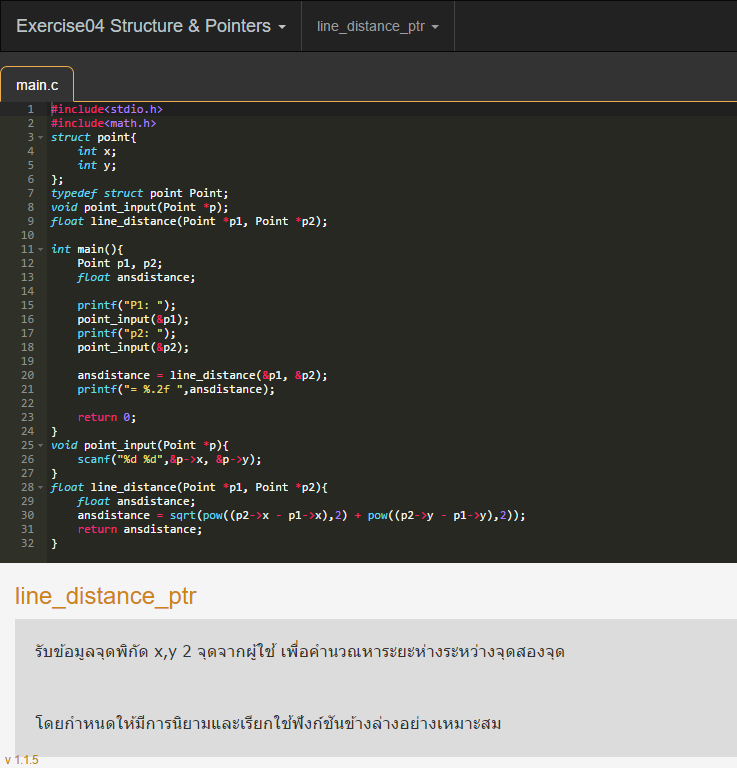 Exercise04 Structure & Pointers
line_distance_ptr
main.c
1 #include<stdio.h>
2 #include<math.h>
3 struct point{
4 int x;
5 int y;
6 };
7 typedef struct point Point;
8 void point_input(Point *p);
9 float line_distance(Point *p1, Point *p2);
10
11 int main(){
12 Point p1, p2;
13 float ansdistance;
14
15 printf("P1: ");
16 point_input(&p1);
17 printf("p2: ");
18 point_input(&p2);
19
20 ansdistance = line_distance(&p1, &p2);
21 printf("= %.2f ",ansdistance);
22
23 return 0;
24 }
25 void point_input(Point *p){
26 scanf("%d %d",&p->x, &p->y);
27 }
28 float line_distance(Point *p1, Point *p2){
29 float ansdistance;
30 ansdistance = sqrt(pow((p2->x - p1->x),2) + pow((p2->y - p1->y),2));
31 return ansdistance;
32 }
line_distance_ptr
รับข้อมูลจุดพิกัด x,y 2 จุดจากผู้ใช้ เพื่อคำนวณหาระยะห่างระหว่างจุดสองจุด
โดยกำหนดให้มีการนิยามและเรียกใช้ฟังก์ชันข้างล่างอย่างเหมาะสม
v 1.1.5